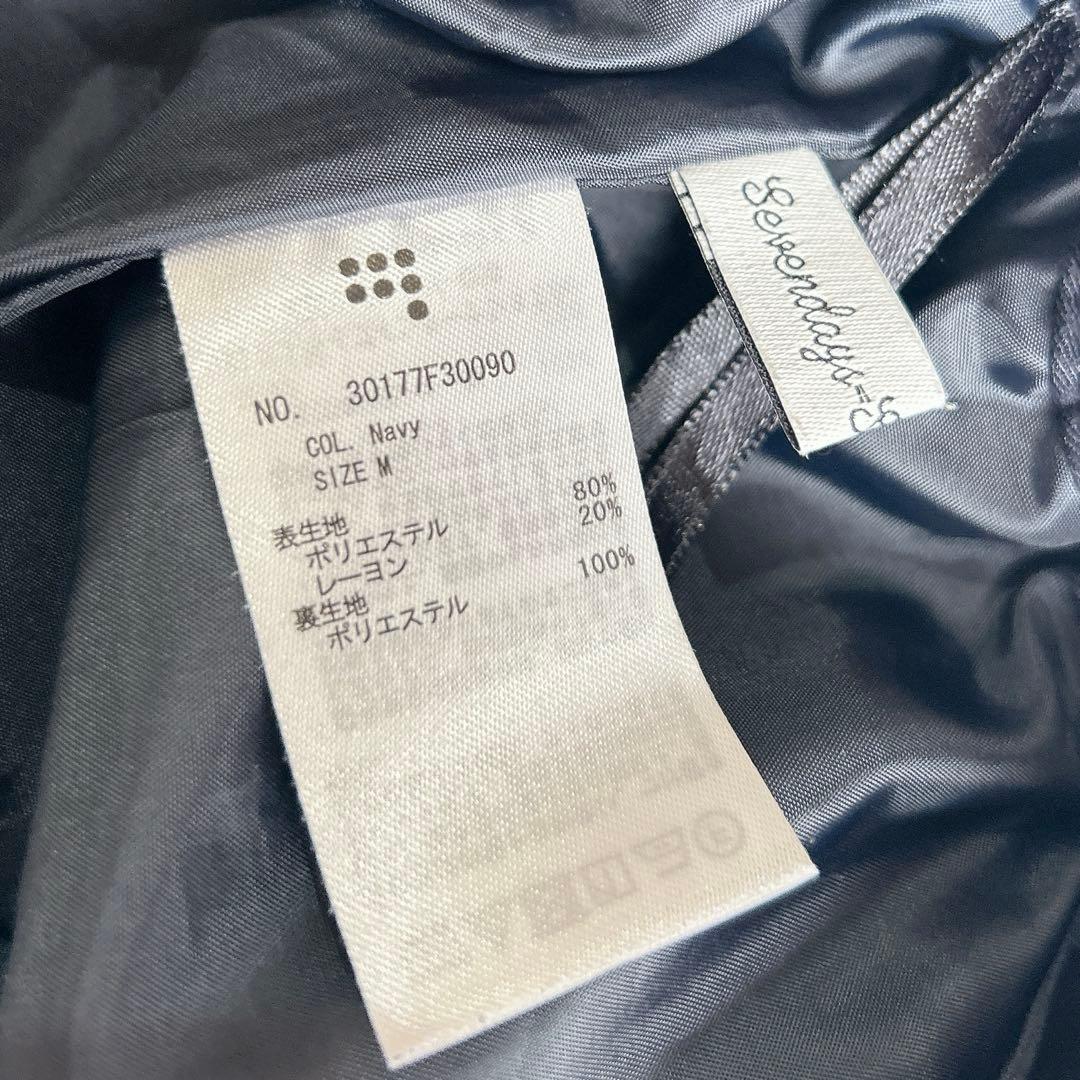 NO. 30177F30090
COL. Navy
SIZE M
表生地
ポリエステル 80%
レーヨン 20%
裏生地
ポリエステル 100%
Sevendays=S